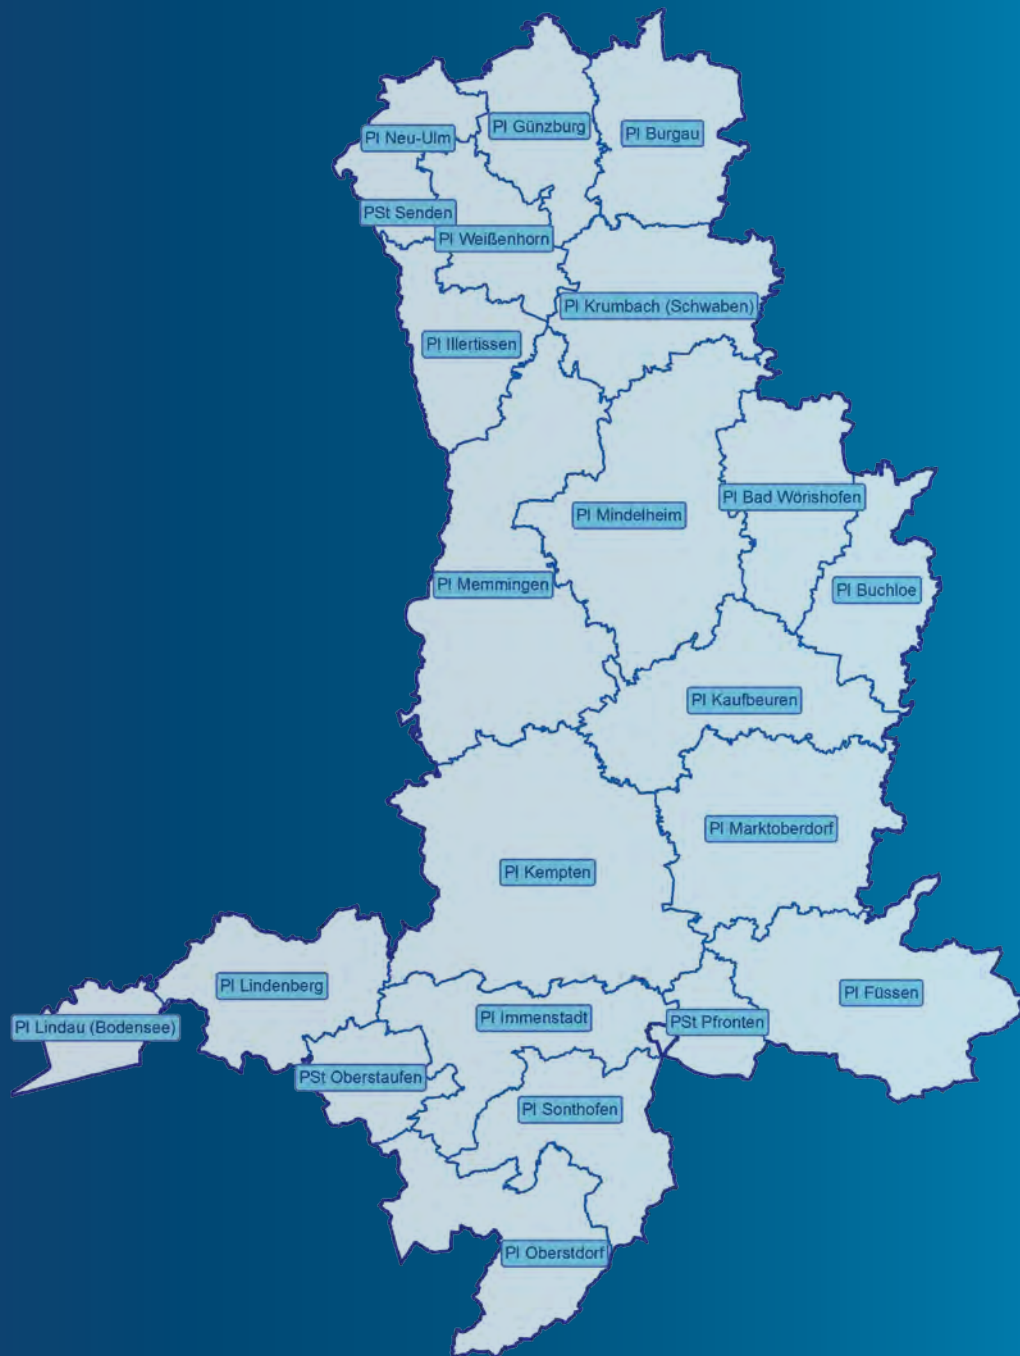 PI Günzburg
PI Burgau
PI Neu-Ulm
PSt Senden
PI Weißenhorn
PI Krumbach (Schwaben)
PI Illertissen
PI Bad Wörishofen
PI Mindelheim
PI Memmingen
PI Buchloe
PI Kaufbeuren
PI Marktoberdorf
PI Kempten
PI Lindenberg
PI Füssen
PI Immenstadt
PSt Pfronten
PI Lindau (Bodensee)
PSt Oberstaufen
PI Sonthofen
PI Oberstdorf